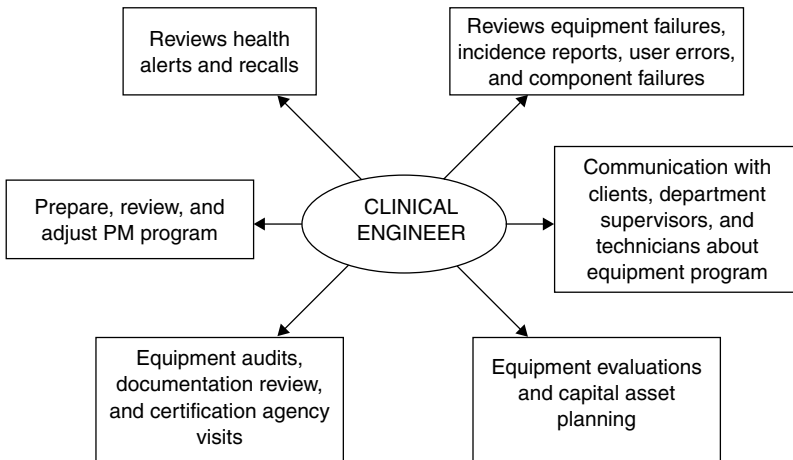 Reviews health
alerts and recalls
Reviews equipment failures,
incidence reports, user errors,
and component failures
Prepare, review, and
adjust PM program
CLINICAL
ENGINEER
Communication with
clients, department
supervisors, and
technicians about
equipment program
Equipment audits,
documentation review,
and certification agency
visits
Equipment evaluations
and capital asset
planning